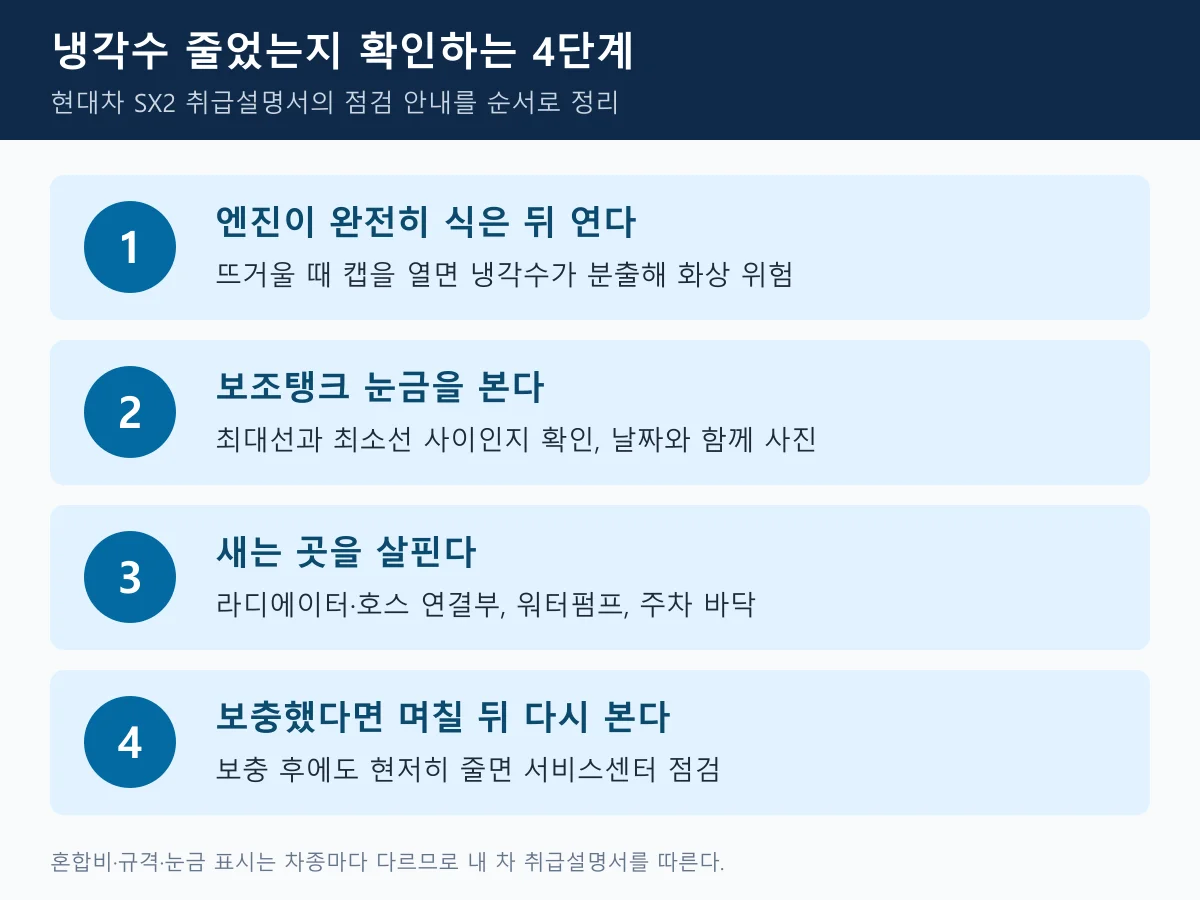 냉각수 줄었는지 확인하는 4단계
현대차 SX2 취급설명서의 점검 안내를 순서로 정리
1
엔진이 완전히 식은 뒤 연다
뜨거울 때 캡을 열면 냉각수가 분출해 화상 위험
2
보조탱크 눈금을 본다
최대선과 최소선 사이인지 확인, 날짜와 함께 사진
3
새는 곳을 살핀다
라디에이터·호스 연결부, 워터펌프, 주차 바닥
4
보충했다면 며칠 뒤 다시 본다
보충 후에도 현저히 줄면 서비스센터 점검
혼합비·규격·눈금 표시는 차종마다 다르므로 내 차 취급설명서를 따른다.